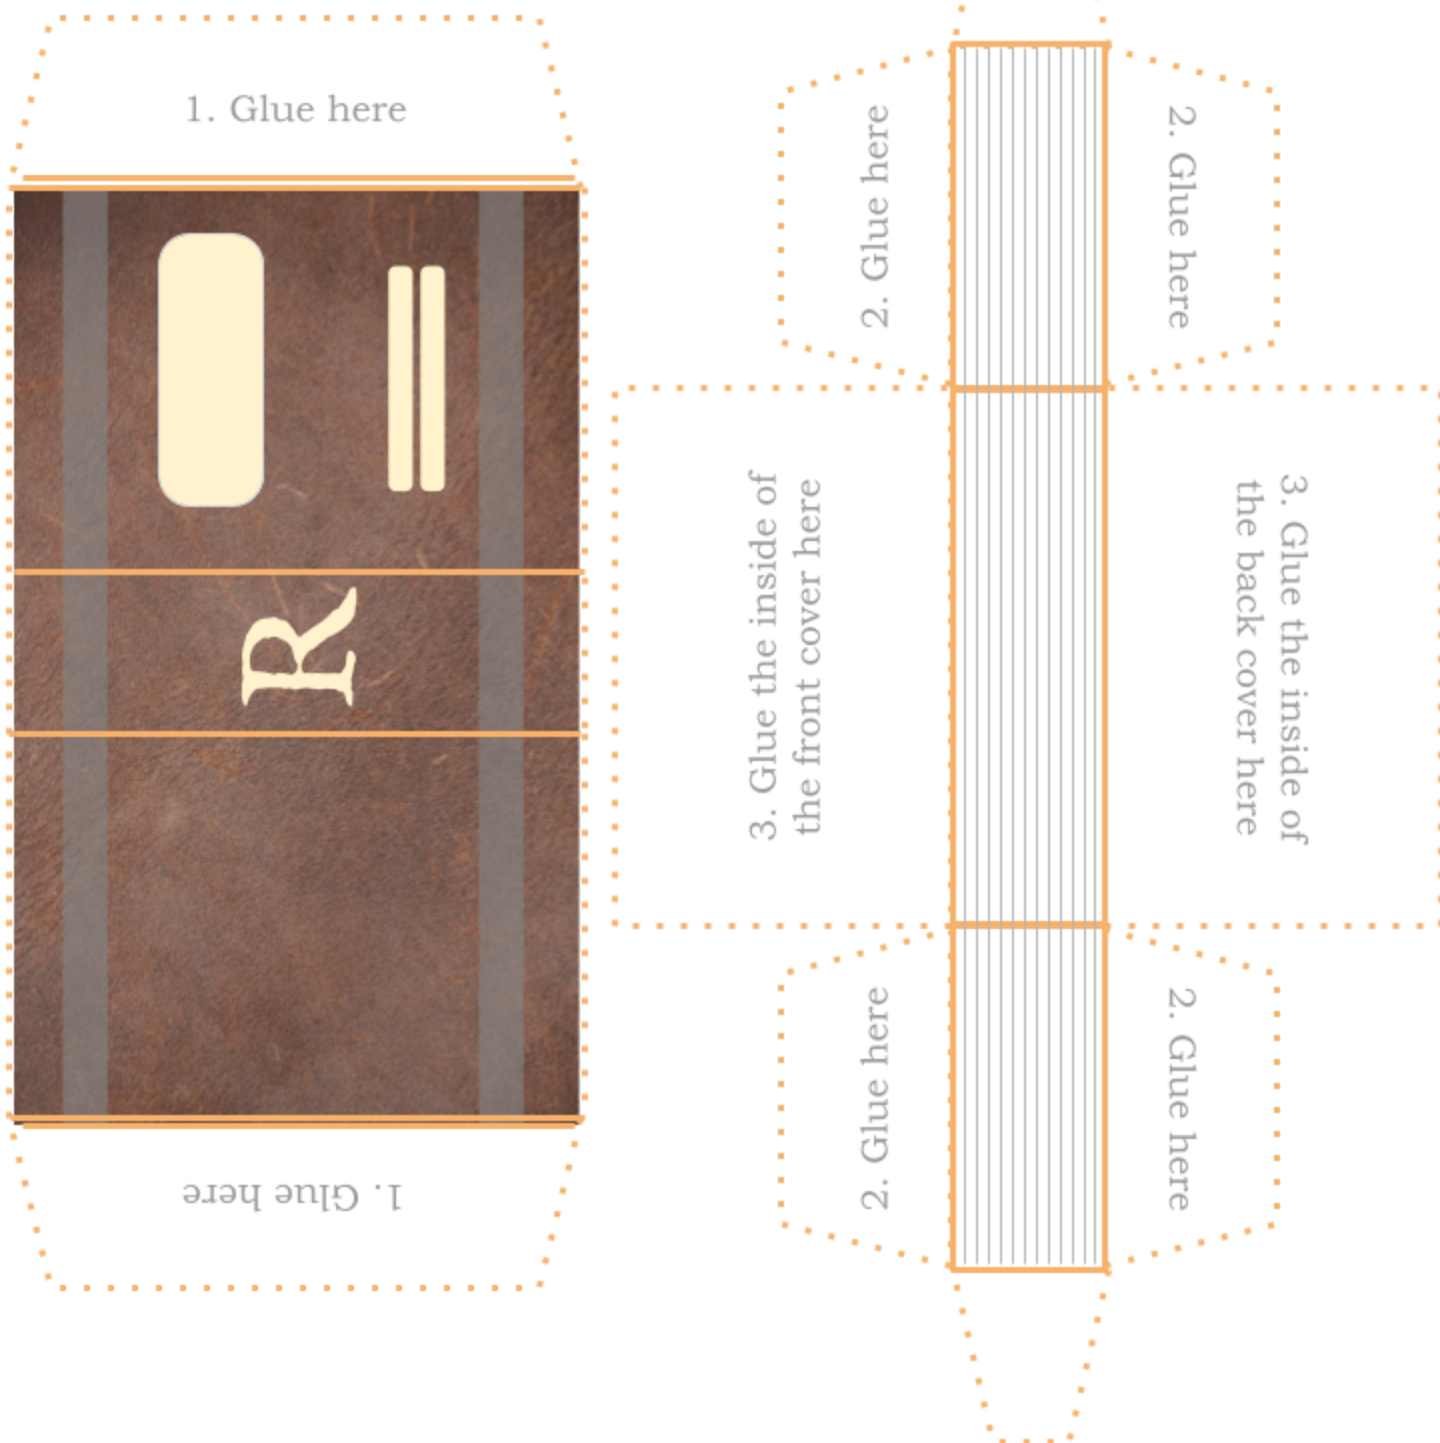 1. Glue here
R
1. Glue here
2. Glue here
2. Glue here
3. Glue the inside of
the front cover here
3. Glue the inside of
the back cover here
2. Glue here
2. Glue here